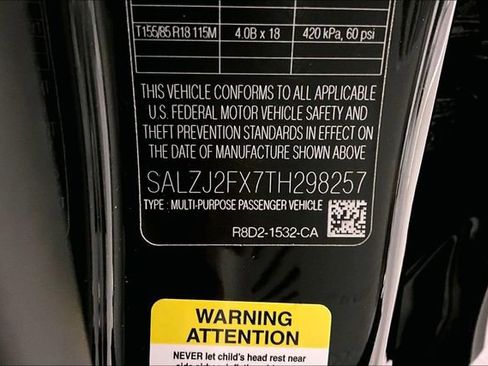 T155/85 R18 115M 4.0B x 18 420 kPa, 60 psi
THIS VEHICLE CONFORMS TO ALL APPLICABLE
U.S. FEDERAL MOTOR VEHICLE SAFETY AND
THEFT PREVENTION STANDARDS IN EFFECT ON
THE DATE OF MANUFACTURE SHOWN ABOVE
SALZJ2FX7TH298257
TYPE : MULTI-PURPOSE PASSENGER VEHICLE
R8D2-1532-CA
WARNING
ATTENTION
NEVER let child's head rest near